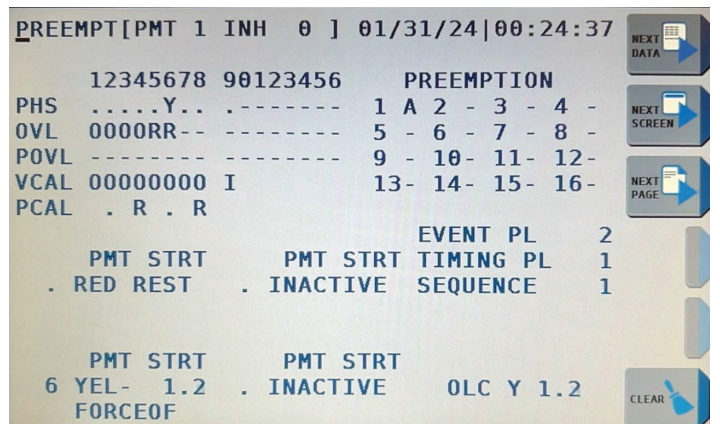 PREEMPT[PMT 1 INH 0 ] 01/31/24|00:24:37
NEXT DATA
12345678 90123456 PREEMPTION
PHS .....Y.. .------- 1 A 2 - 3 - 4 -
NEXT SCREEN
OVL 0000RR-- -------- 5 - 6 - 7 - 8 -
POVL -------- -------- 9 - 10- 11- 12-
VCAL 00000000 I 13- 14- 15- 16-
NEXT PAGE
PCAL . R . R
EVENT PL 2
PMT STRT PMT STRT TIMING PL 1
. RED REST . INACTIVE SEQUENCE 1
PMT STRT PMT STRT
6 YEL- 1.2 . INACTIVE OLC Y 1.2
CLEAR
FORCEOF